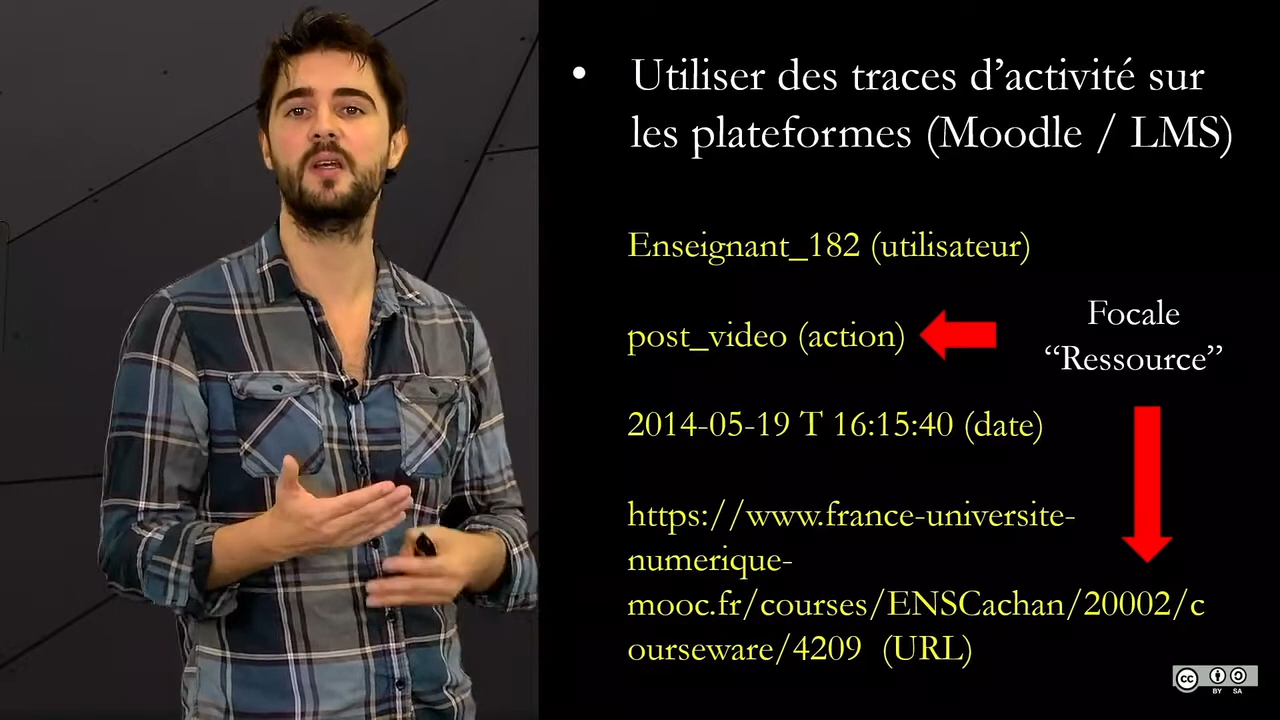 • Utiliser des traces d’activité sur
les plateformes (Moodle / LMS)
Enseignant_182 (utilisateur)
post_video (action)
Focale
“Ressource”
2014-05-19 T 16:15:40 (date)
https://www.france-universite-
numerique-
mooc.fr/courses/ENSCachan/20002/c
ourseware/4209 (URL)
cc
BY SA